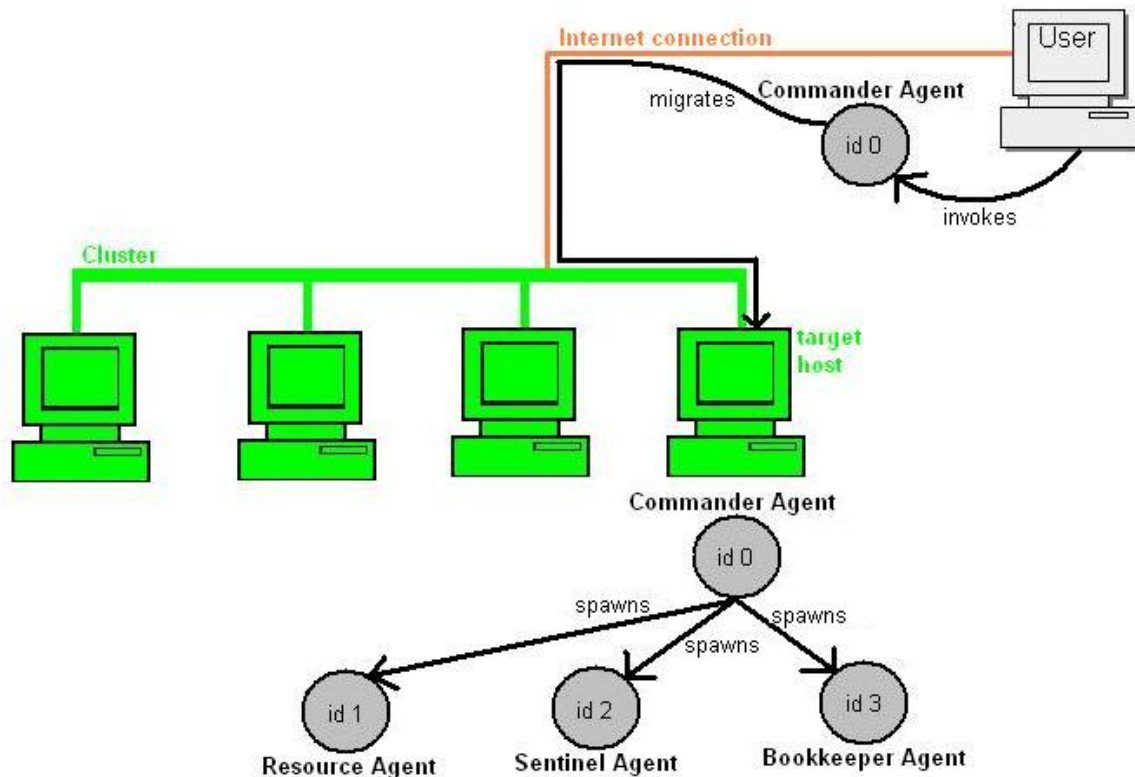 Internet connection
User
Commander Agent
migrates
id 0
invokes
Cluster
target
host
Commander Agent
id 0
spawns
spawns
spawns
id 1
id 2
id 3
Resource Agent
Sentinel Agent
Bookkeeper Agent